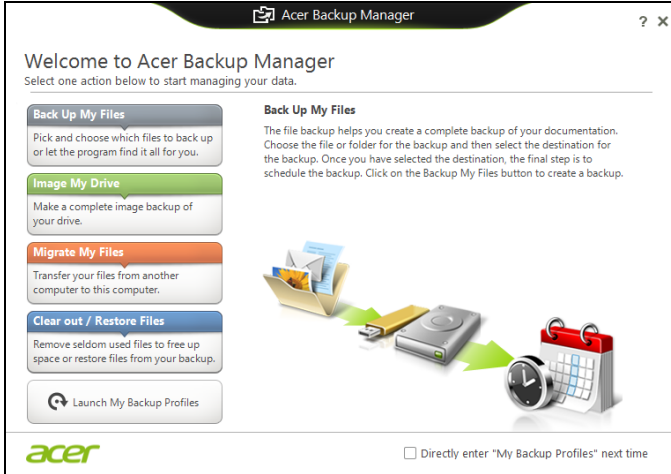 Acer Backup Manager
? X
Welcome to Acer Backup Manager
Select one action below to start managing your data.
Back Up My Files
Pick and choose which files to back up
or let the program find it all for you.
Image My Drive
Make a complete image backup of
your drive.
Migrate My Files
Transfer your files from another
computer to this computer.
Clear out / Restore Files
Remove seldom used files to free up
space or restore files from your backup.
Launch My Backup Profiles
Back Up My Files
The file backup helps you create a complete backup of your documentation.
Choose the file or folder for the backup and then select the destination for
the backup. Once you have selected the destination, the final step is to
schedule the backup. Click on the Backup My Files button to create a backup.
acer
Directly enter "My Backup Profiles" next time